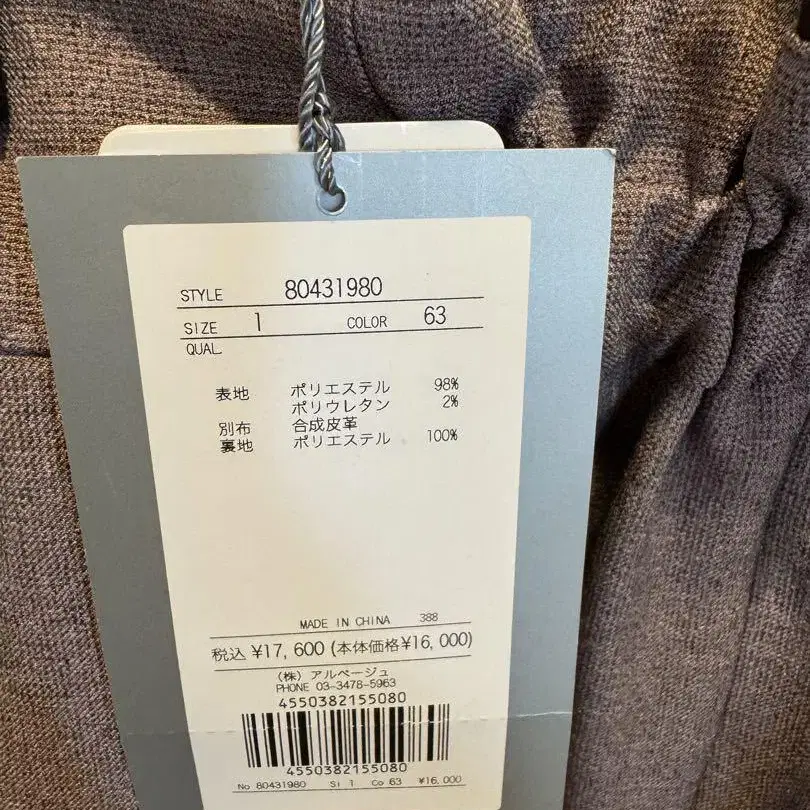 STYLE 80431980
SIZE 1 COLOR 63
QUAL
表地 ポリエステル 98%
ポリウレタン 2%
別布 合成皮革
裏地 ポリエステル 100%
MADE IN CHINA 388
税込 ¥17,600 (本体価格¥16,000)
(株) アルページュ
PHONE 03-3478-5963
4550382155080
4550382155080
No 80431980 Si 1 Co 63 ¥16,000